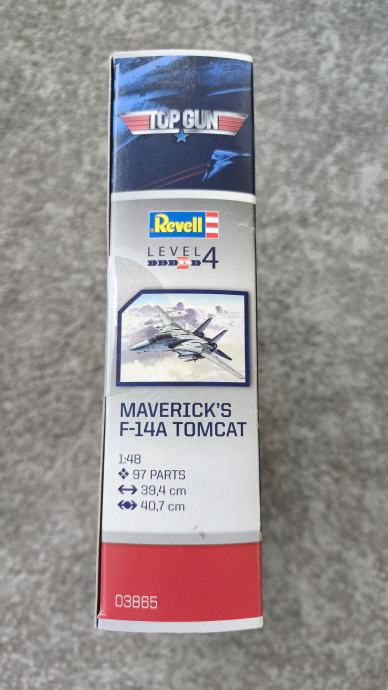 TOP GUN
Revell
LEVEL 4
MAVERICK'S
F-14A TOMCAT
1:48
97 PARTS
39,4 cm
40,7 cm
03865